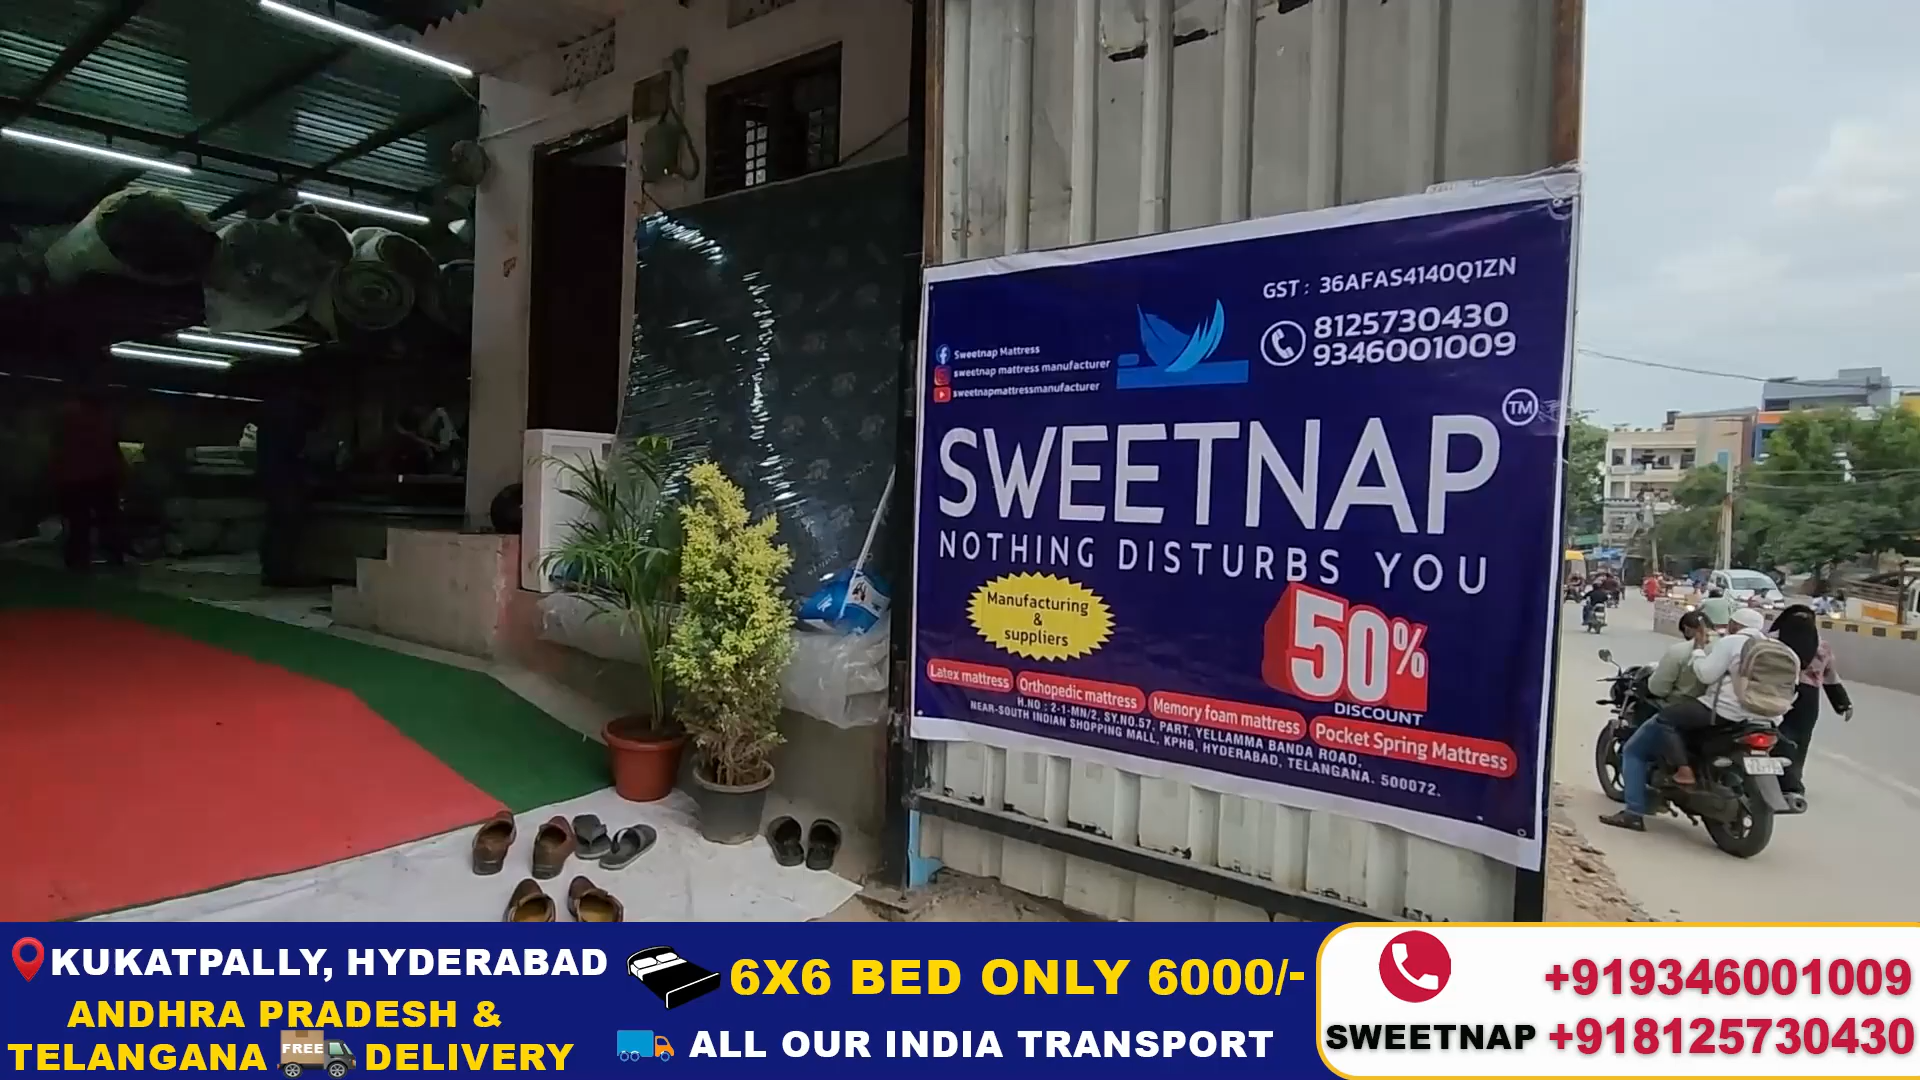 GST : 36AFAS4140Q1ZN
8125730430
9346001009
Sweetnap Mattress
sweetnap mattress manufacturer
sweetnapmattressmanufacturer
SWEETNAP TM
NOTHING DISTURBS YOU
Manufacturing
&
suppliers
50%
DISCOUNT
Latex mattress Orthopedic mattress Memory foam mattress Pocket Spring Mattress
H.NO : 2-1-MN/2, SY.NO.57, PART, YELLAMMA BANDA ROAD,
NEAR-SOUTH INDIAN SHOPPING MALL, KPHB, HYDERABAD, TELANGANA. 500072.
KUKATPALLY, HYDERABAD
ANDHRA PRADESH &
TELANGANA FREE DELIVERY
6X6 BED ONLY 6000/-
ALL OUR INDIA TRANSPORT
SWEETNAP
+919346001009
+918125730430